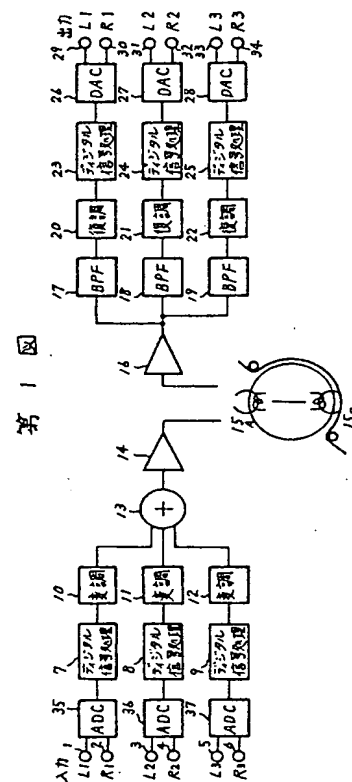 第1図
入力
1 L1
2 R1
35 ADC
7 ディジタル信号処理
10 変調
3 L2
4 R2
36 ADC
8 ディジタル信号処理
11 変調
5 L3
6 R3
37 ADC
9 ディジタル信号処理
12 変調
13 +
14
15A
15B
16
17 BPF
20 復調
23 ディジタル信号処理
26 DAC
出力
29 L1
30 R1
18 BPF
21 復調
24 ディジタル信号処理
27 DAC
31 L2
32 R2
19 BPF
22 復調
25 ディジタル信号処理
28 DAC
33 L3
34 R3